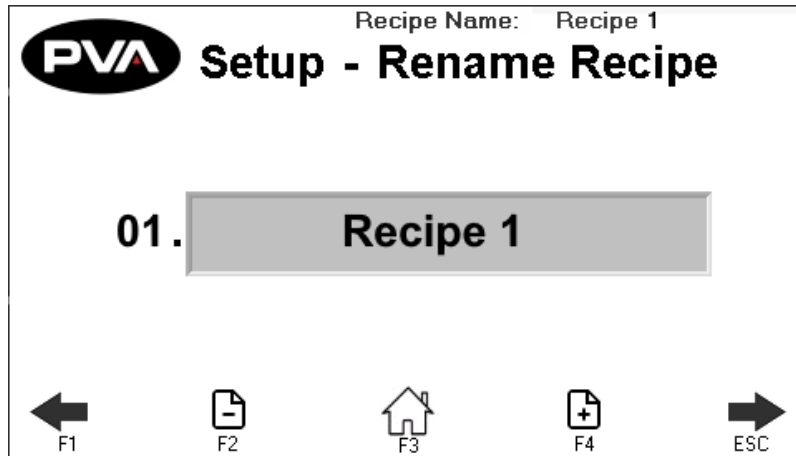 Recipe Name: Recipe 1
PVA
Setup - Rename Recipe
01. Recipe 1
F1 F2 F3 F4 ESC